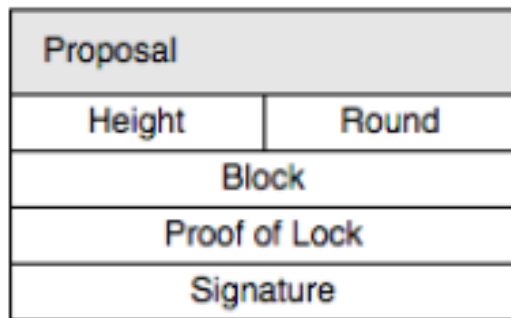 Proposal
Height Round
Block
Proof of Lock
Signature